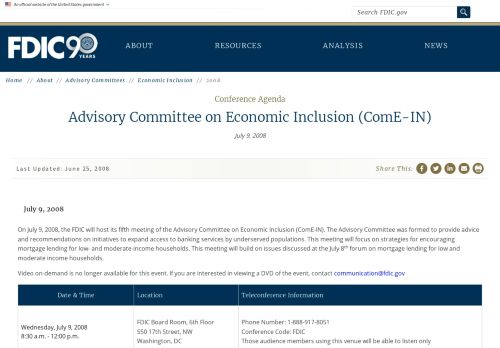 An official website of the United States government
Search FDIC.gov
FDIC 90 YEARS
ABOUT
RESOURCES
ANALYSIS
NEWS
Home // About // Advisory Committees // Economic Inclusion // 2008
Conference Agenda
Advisory Committee on Economic Inclusion (ComE-IN)
July 9, 2008
Last Updated: June 25, 2008
Share This:
July 9, 2008
On July 9, 2008, the FDIC will host its fifth meeting of the Advisory Committee on Economic Inclusion (ComE-IN). The Advisory Committee was formed to provide advice
and recommendations on initiatives to expand access to banking services by underserved populations. This meeting will focus on strategies for encouraging
mortgage lending for low- and moderate-income households. This meeting will build on issues discussed at the July 8th forum on mortgage lending for low and
moderate income households.
Video on-demand is no longer available for this event. If you are interested in viewing a DVD of the event, contact communication@fdic.gov
Date & Time
Location
Teleconference Information
Wednesday, July 9, 2008
8:30 a.m. - 12:00 p.m.
FDIC Board Room, 6th Floor
550 17th Street, NW
Washington, DC
Phone Number: 1-888-917-8051
Conference Code: FDIC
Those audience members using this venue will be able to listen only